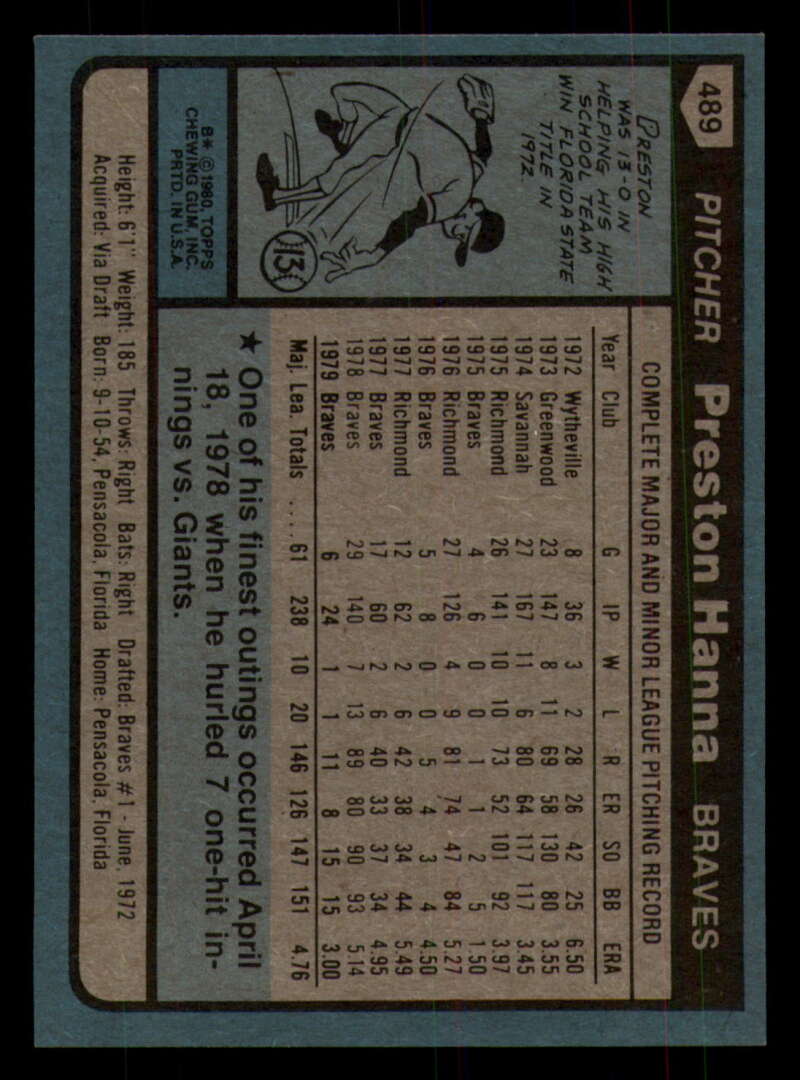 489 PITCHER Preston Hanna BRAVES
PRESTON
WAS 13-0 IN
HELPING HIS HIGH
SCHOOL TEAM
WIN FLORIDA STATE
TITLE IN
1972.
13
8* © 1980, TOPPS
CHEWING GUM, INC.
PRTD. IN U.S.A.
COMPLETE MAJOR AND MINOR LEAGUE PITCHING RECORD
Year Club G IP W L R ER SO BB ERA
1972 Wytheville 8 36 3 2 28 26 42 25 6.50
1973 Greenwood 23 147 8 11 69 58 130 80 3.55
1974 Savannah 27 167 11 6 80 64 117 117 3.45
1975 Richmond 26 141 10 10 73 52 101 92 3.97
1975 Braves 4 6 0 0 1 1 2 5 1.50
1976 Richmond 27 126 4 9 81 74 47 84 5.27
1976 Braves 5 8 0 0 5 4 3 4 4.50
1977 Richmond 12 62 2 6 42 38 34 44 5.49
1977 Braves 17 60 2 6 40 33 37 34 4.95
1978 Braves 29 140 7 13 89 80 90 93 5.14
1979 Braves 6 24 1 1 11 8 15 15 3.00
Maj. Lea. Totals .... 61 238 10 20 146 126 147 151 4.76
★ One of his finest outings occurred April
18, 1978 when he hurled 7 one-hit in-
nings vs. Giants.
Height: 6'1" Weight: 185 Throws: Right Bats: Right Drafted: Braves #1 - June, 1972
Acquired: Via Draft Born: 9-10-54, Pensacola, Florida Home: Pensacola, Florida